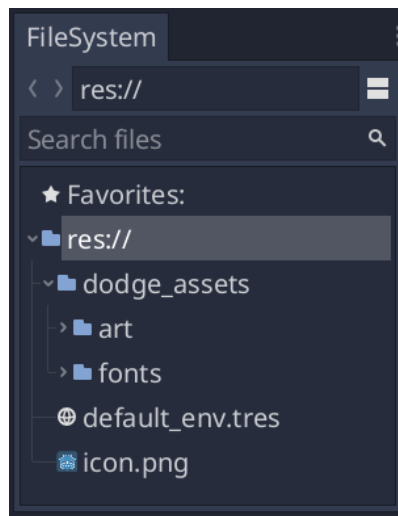 FileSystem
res://
Search files
Favorites:
res://
dodge_assets
art
fonts
default_env.tres
icon.png